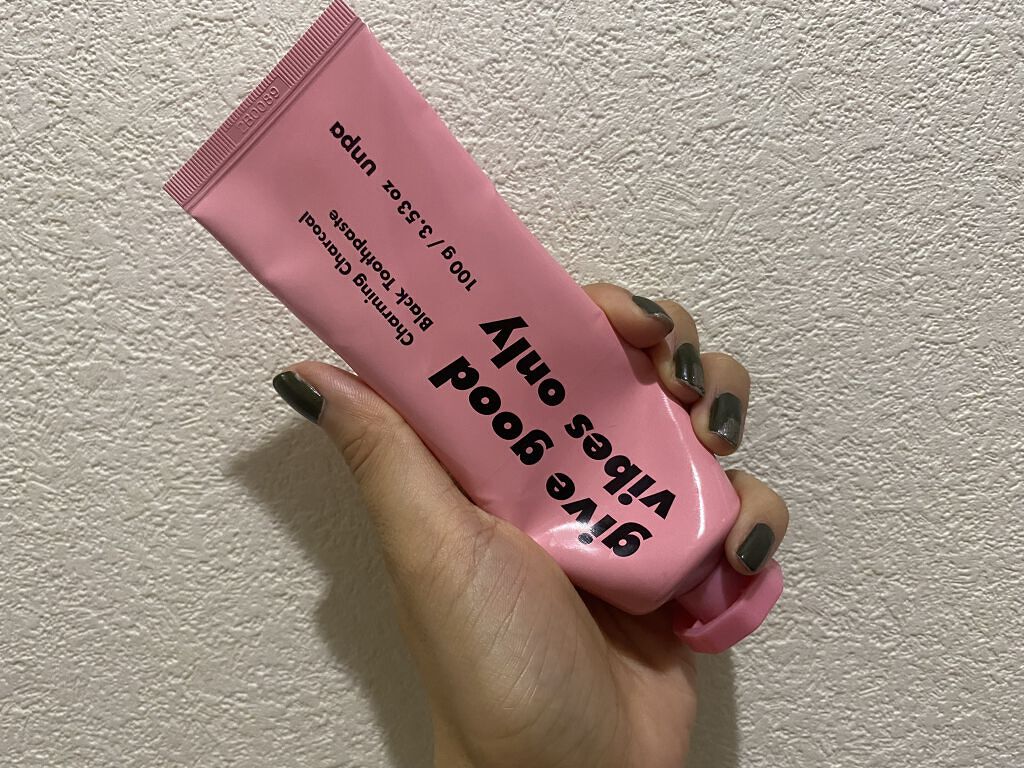 give good
vibes only
Charming Charcoal
Black Toothpaste
100 g / 3.53 oz unpa